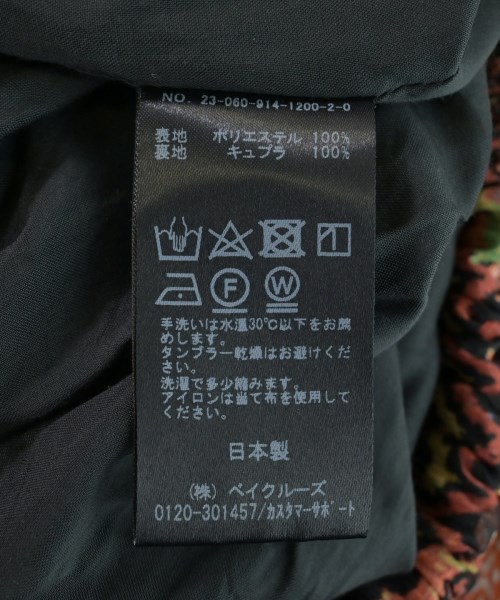 NO. 23-060-914-1200-2-0
表地 ポリエステル 100%
裏地 キュプラ 100%
F W
手洗いは水温30℃以下をお薦
めします。
タンブラー乾燥はお避けくだ
さい。
洗濯で多少縮みます。
アイロンは当て布を使用して
ください。
日本製
(株) ベイクルーズ
0120-301457/カスタマーサポート